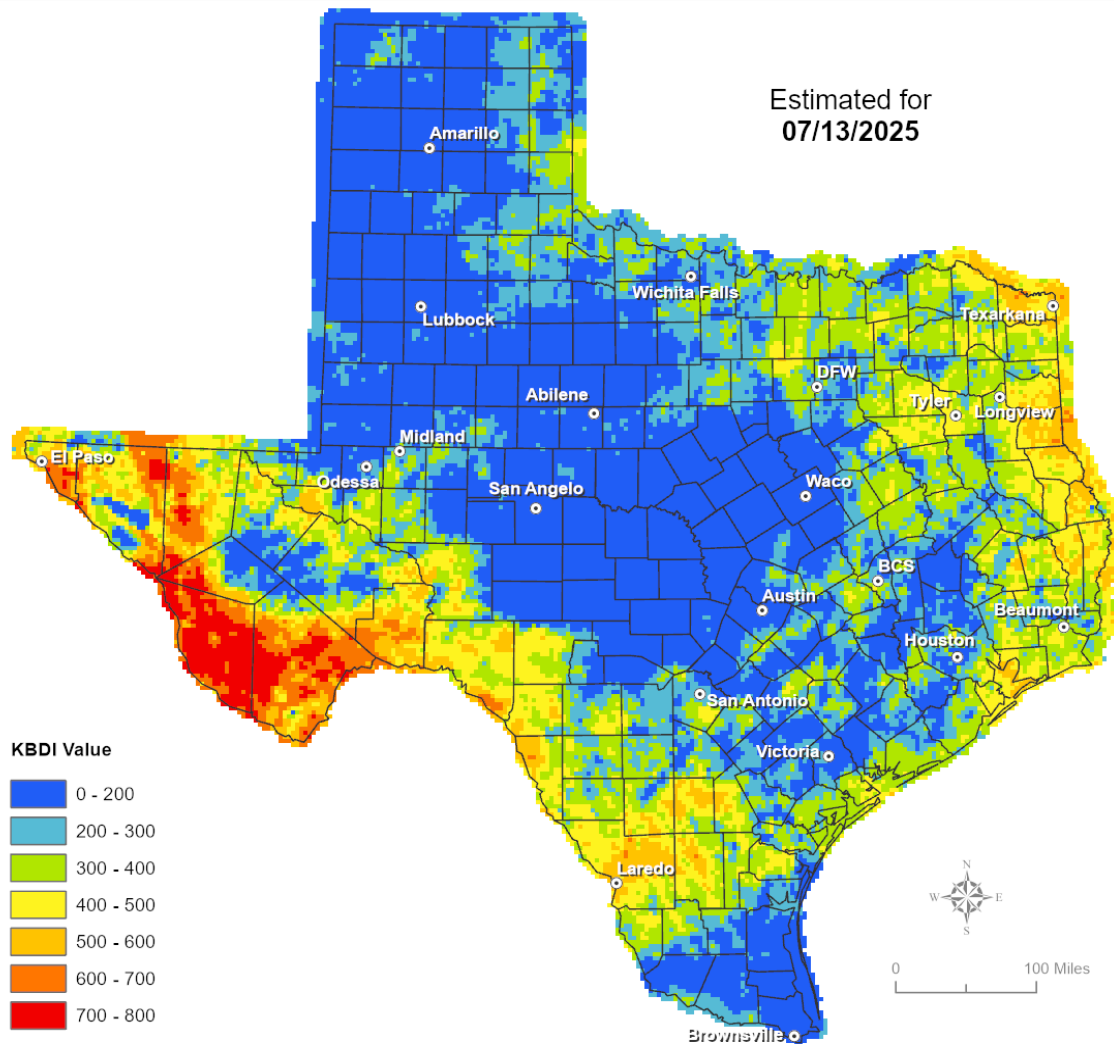 Estimated for
07/13/2025
Amarillo
Wichita Falls
Lubbock
Texarkana
DFW
Abilene
Tyler
Longview
Midland
El Paso
Odessa
San Angelo
Waco
BCS
Austin
Beaumont
Houston
San Antonio
Victoria
Laredo
Brownsville
KBDI Value
0 - 200
200 - 300
300 - 400
400 - 500
500 - 600
600 - 700
700 - 800
N
W
E
S
0
100 Miles